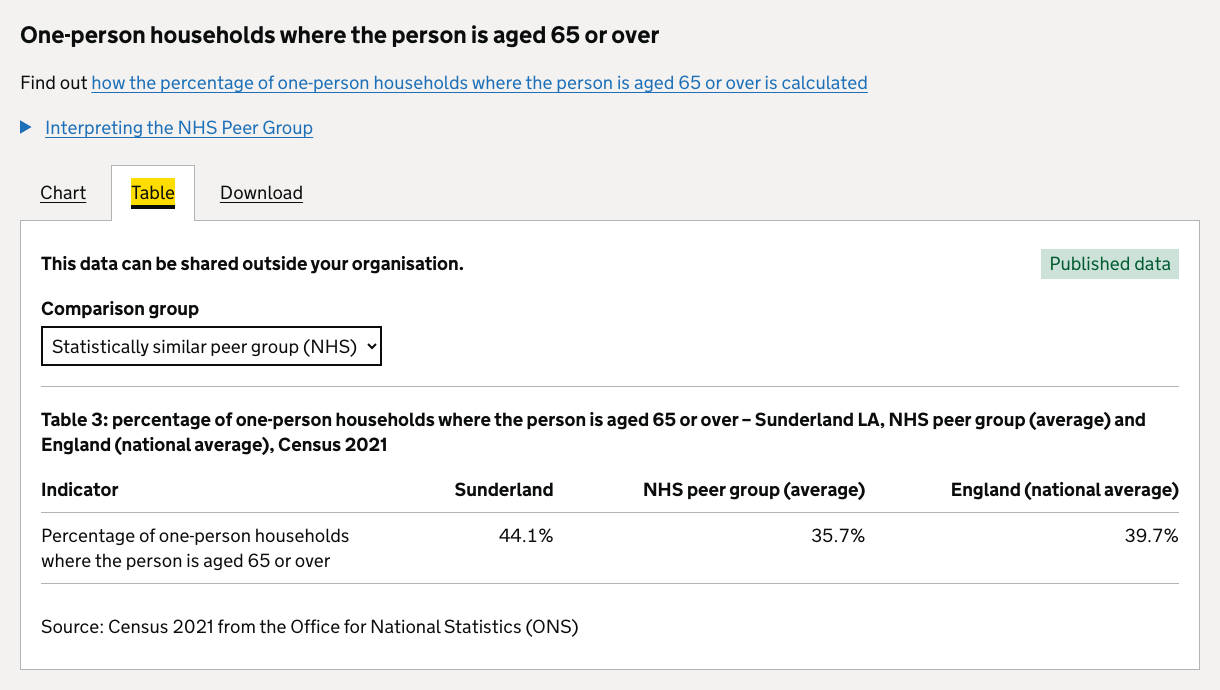 One-person households where the person is aged 65 or over
Find out how the percentage of one-person households where the person is aged 65 or over is calculated
Interpreting the NHS Peer Group
Chart Table Download
This data can be shared outside your organisation. Published data
Comparison group
Statistically similar peer group (NHS)
Table 3: percentage of one-person households where the person is aged 65 or over – Sunderland LA, NHS peer group (average) and
England (national average), Census 2021
Indicator Sunderland NHS peer group (average) England (national average)
Percentage of one-person households 44.1% 35.7% 39.7%
where the person is aged 65 or over
Source: Census 2021 from the Office for National Statistics (ONS)